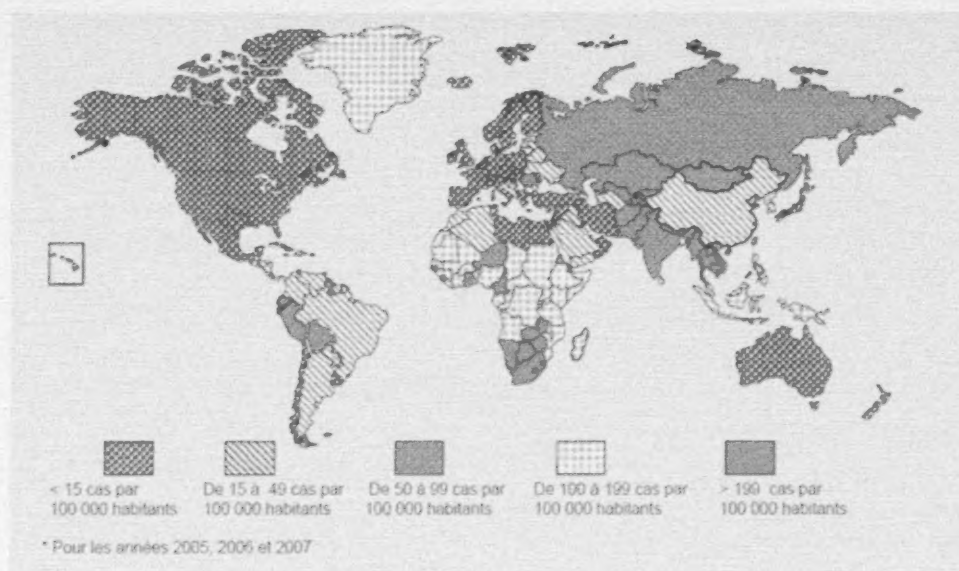 < 15 cas par
100 000 habitants
De 15 à 49 cas par
100 000 habitants
De 50 à 99 cas par
100 000 habitants
De 100 à 199 cas par
100 000 habitants
> 199 cas par
100 000 habitants
* Pour les années 2005, 2006 et 2007